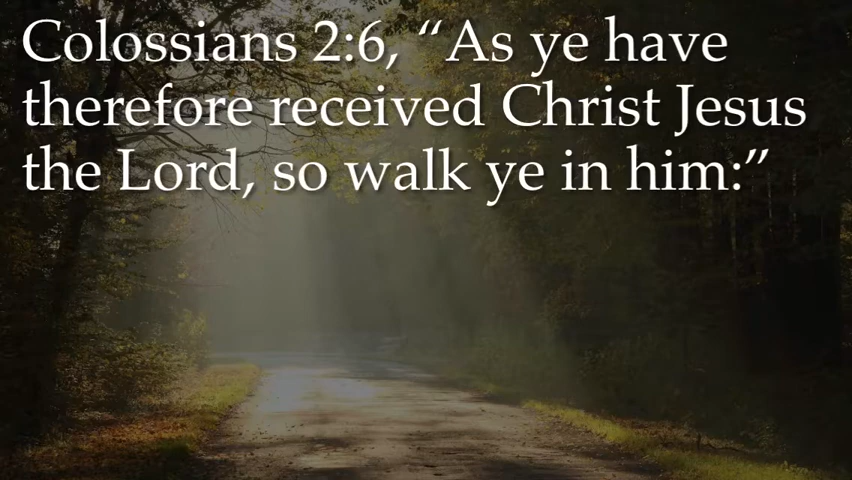 Colossians 2:6, “As ye have
therefore received Christ Jesus
the Lord, so walk ye in him:”